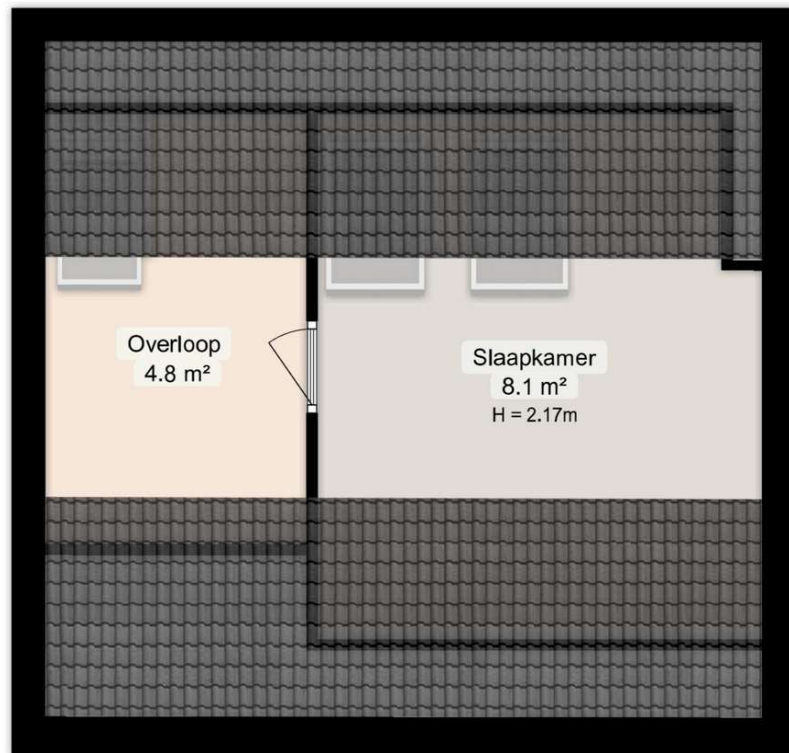 Overloop
4.8 m²
Slaapkamer
8.1 m²
H = 2.17m